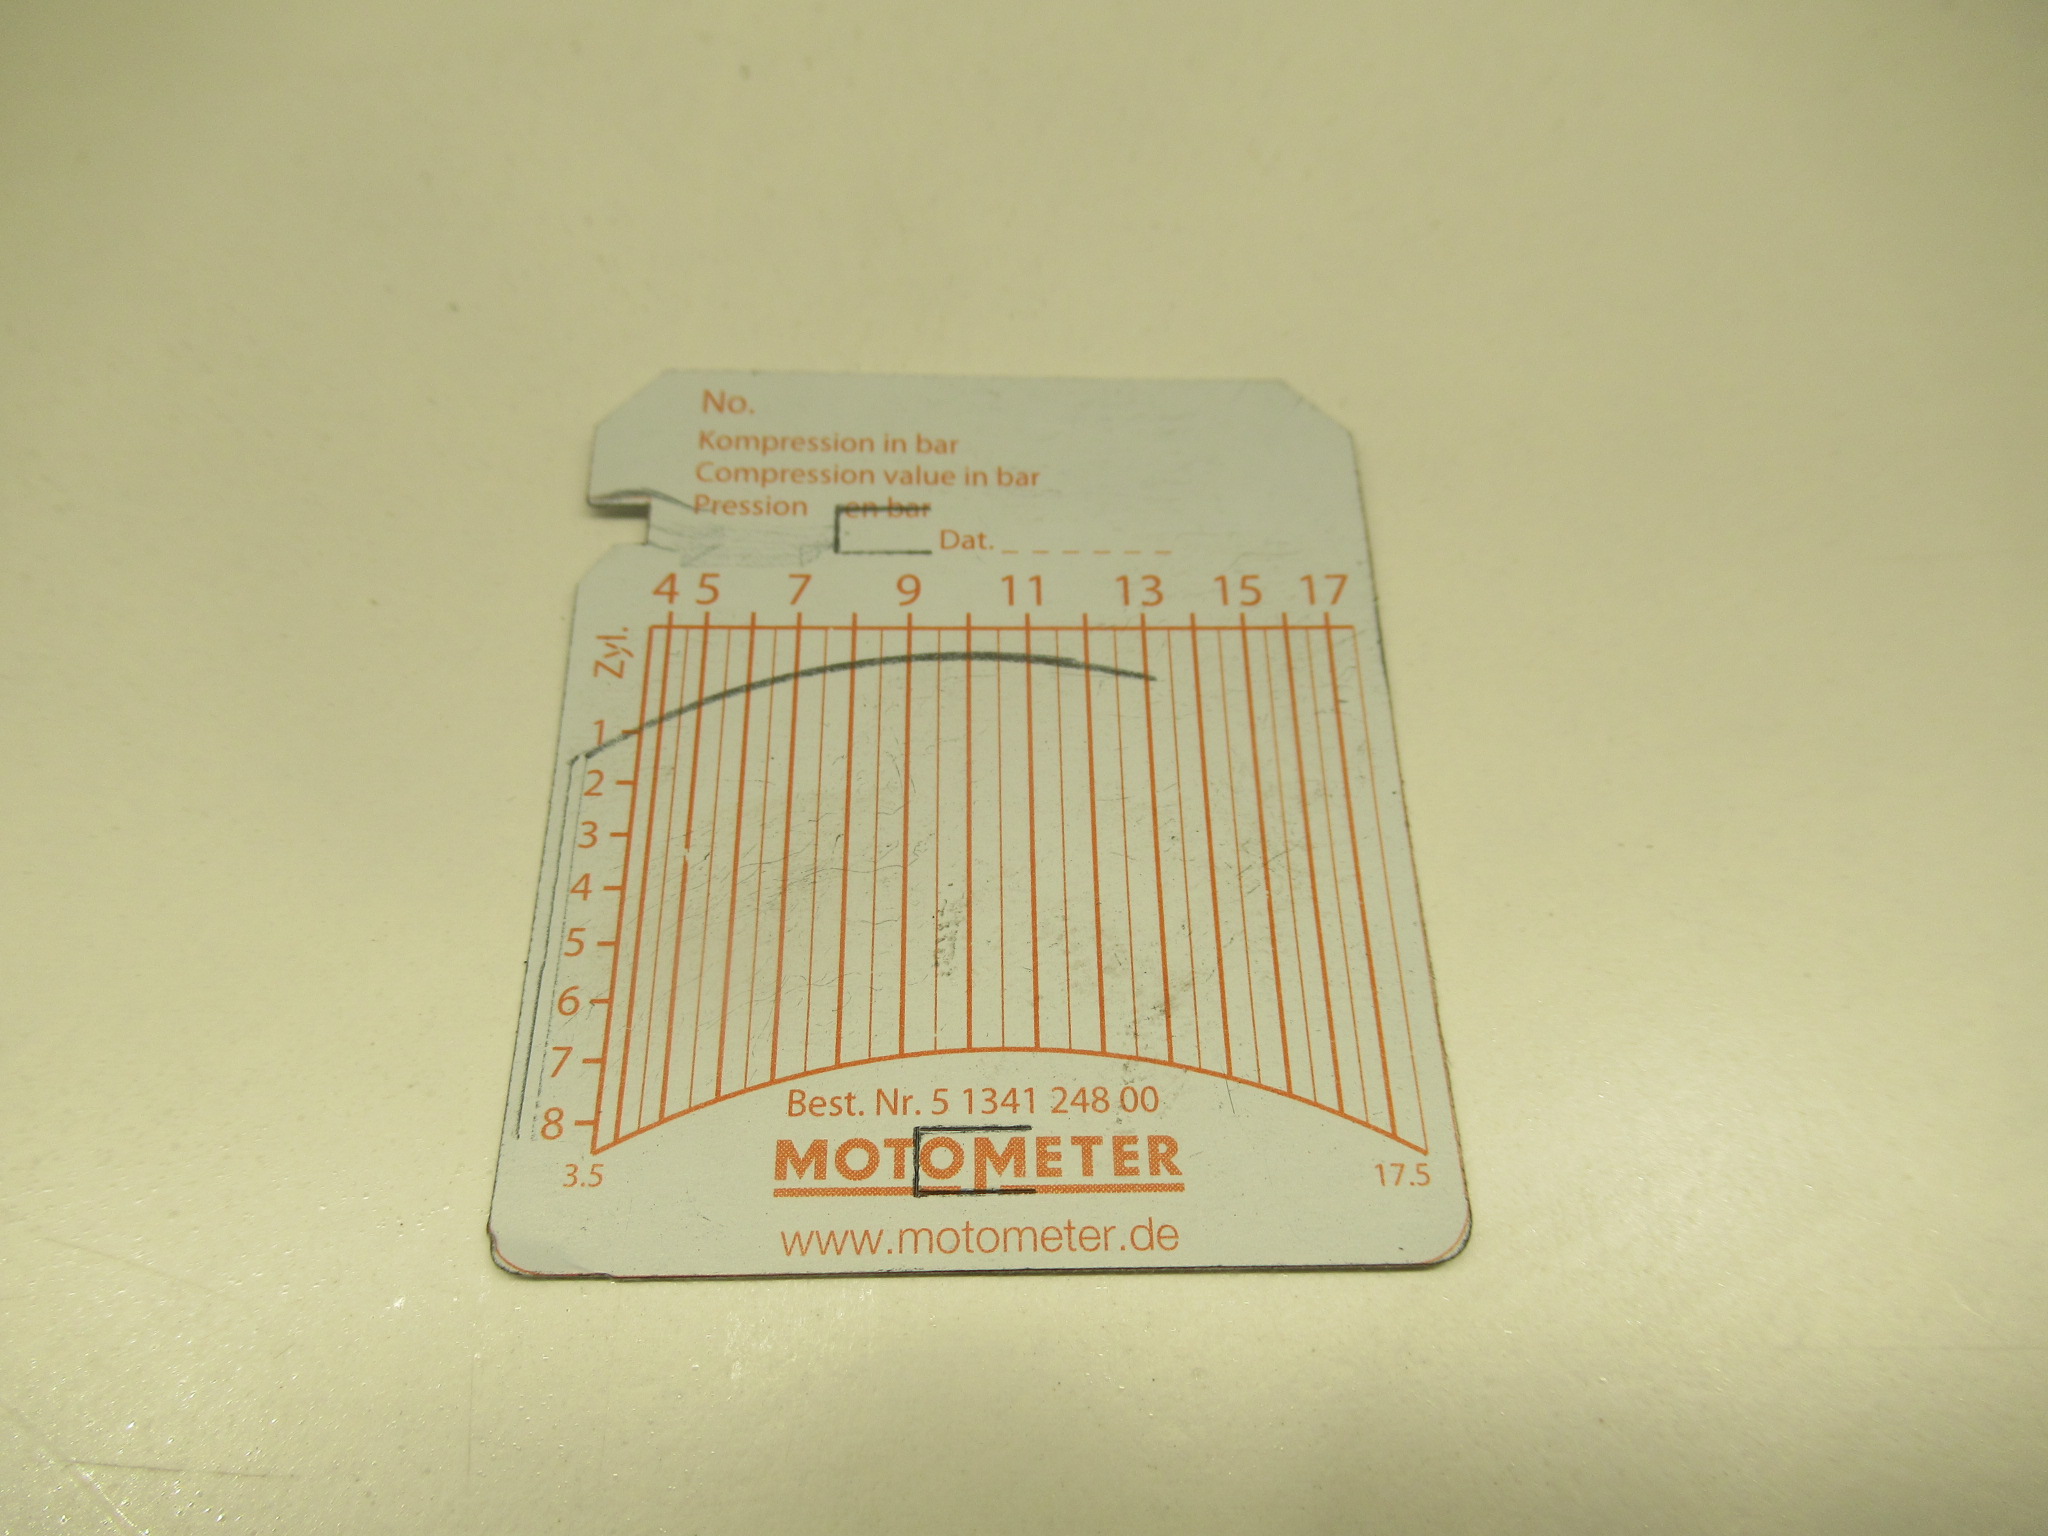 No.
Kompression in bar
Compression value in bar
Pression en bar
Dat. _ _ _ _ _ _
4 5 7 9 11 13 15 17
Zyl.
1
2
3
4
5
6
7
8
3.5 17.5
Best. Nr. 5 1341 248 00
MOTOMETER
www.motometer.de